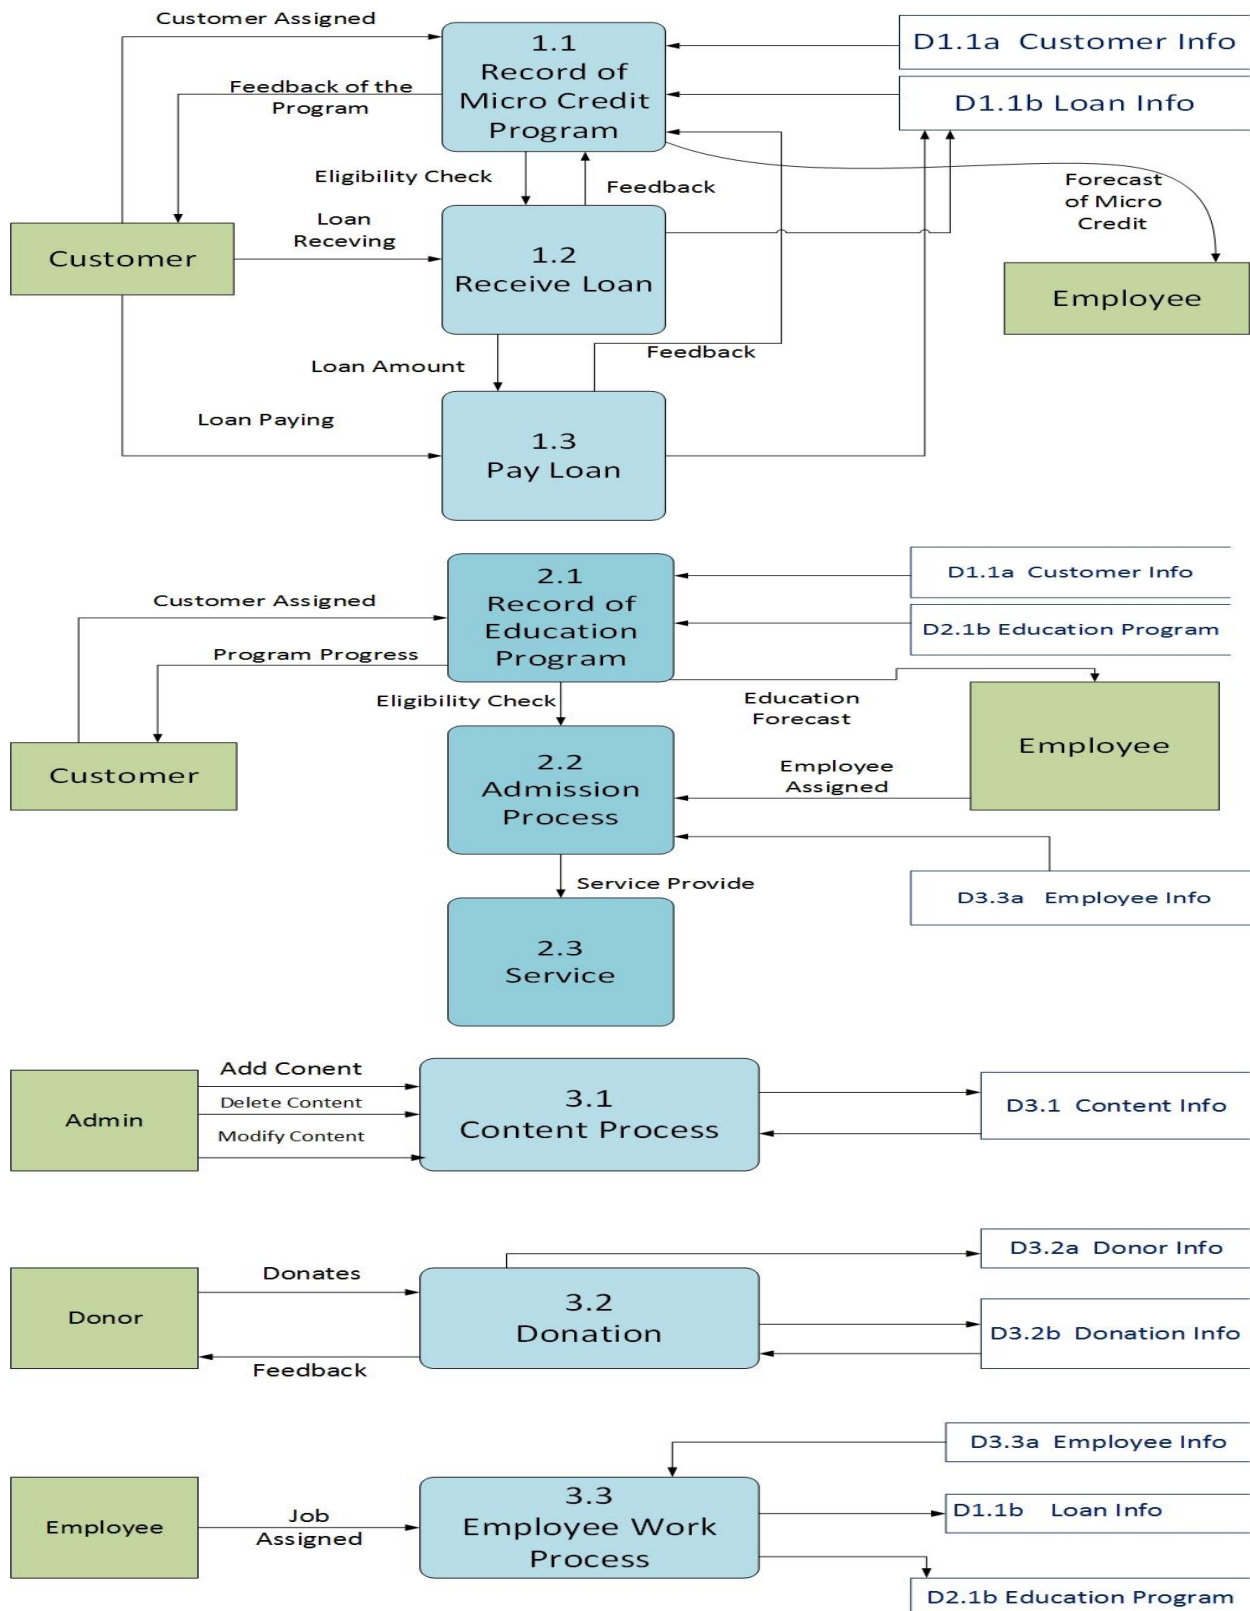 Customer Assigned
1.1
Record of
Micro Credit
Program
D1.1a Customer Info
Feedback of the
Program
D1.1b Loan Info
Eligibility Check
Feedback
Forecast
of Micro
Credit
Loan
Receving
Customer
1.2
Receive Loan
Employee
Loan Amount
Feedback
Loan Paying
1.3
Pay Loan
2.1
Record of
Education
Program
D1.1a Customer Info
Customer Assigned
D2.1b Education Program
Program Progress
Eligibility Check
Education
Forecast
Employee
Customer
2.2
Admission
Process
Employee
Assigned
Service Provide
D3.3a Employee Info
2.3
Service
Add Conent
Delete Content
Modify Content
Admin
3.1
Content Process
D3.1 Content Info
D3.2a Donor Info
Donates
Donor
3.2
Donation
D3.2b Donation Info
Feedback
D3.3a Employee Info
Employee
Job
Assigned
3.3
Employee Work
Process
D1.1b Loan Info
D2.1b Education Program